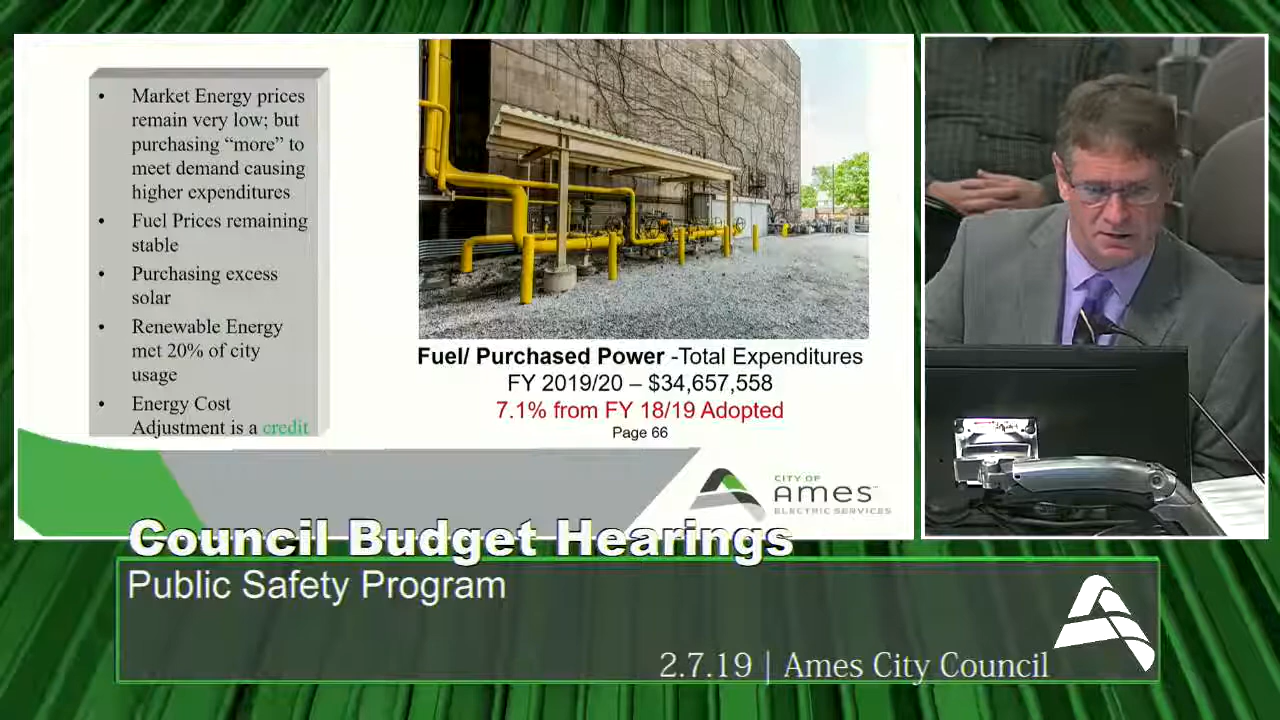 • Market Energy prices
remain very low; but
purchasing “more” to
meet demand causing
higher expenditures
• Fuel Prices remaining
stable
• Purchasing excess
solar
• Renewable Energy
met 20% of city
usage
• Energy Cost
Adjustment is a credit
Fuel/ Purchased Power -Total Expenditures
FY 2019/20 – $34,657,558
7.1% from FY 18/19 Adopted
Page 66
CITY OF
AMES™
ELECTRIC SERVICES
Council Budget Hearings
Public Safety Program
2.7.19 | Ames City Council